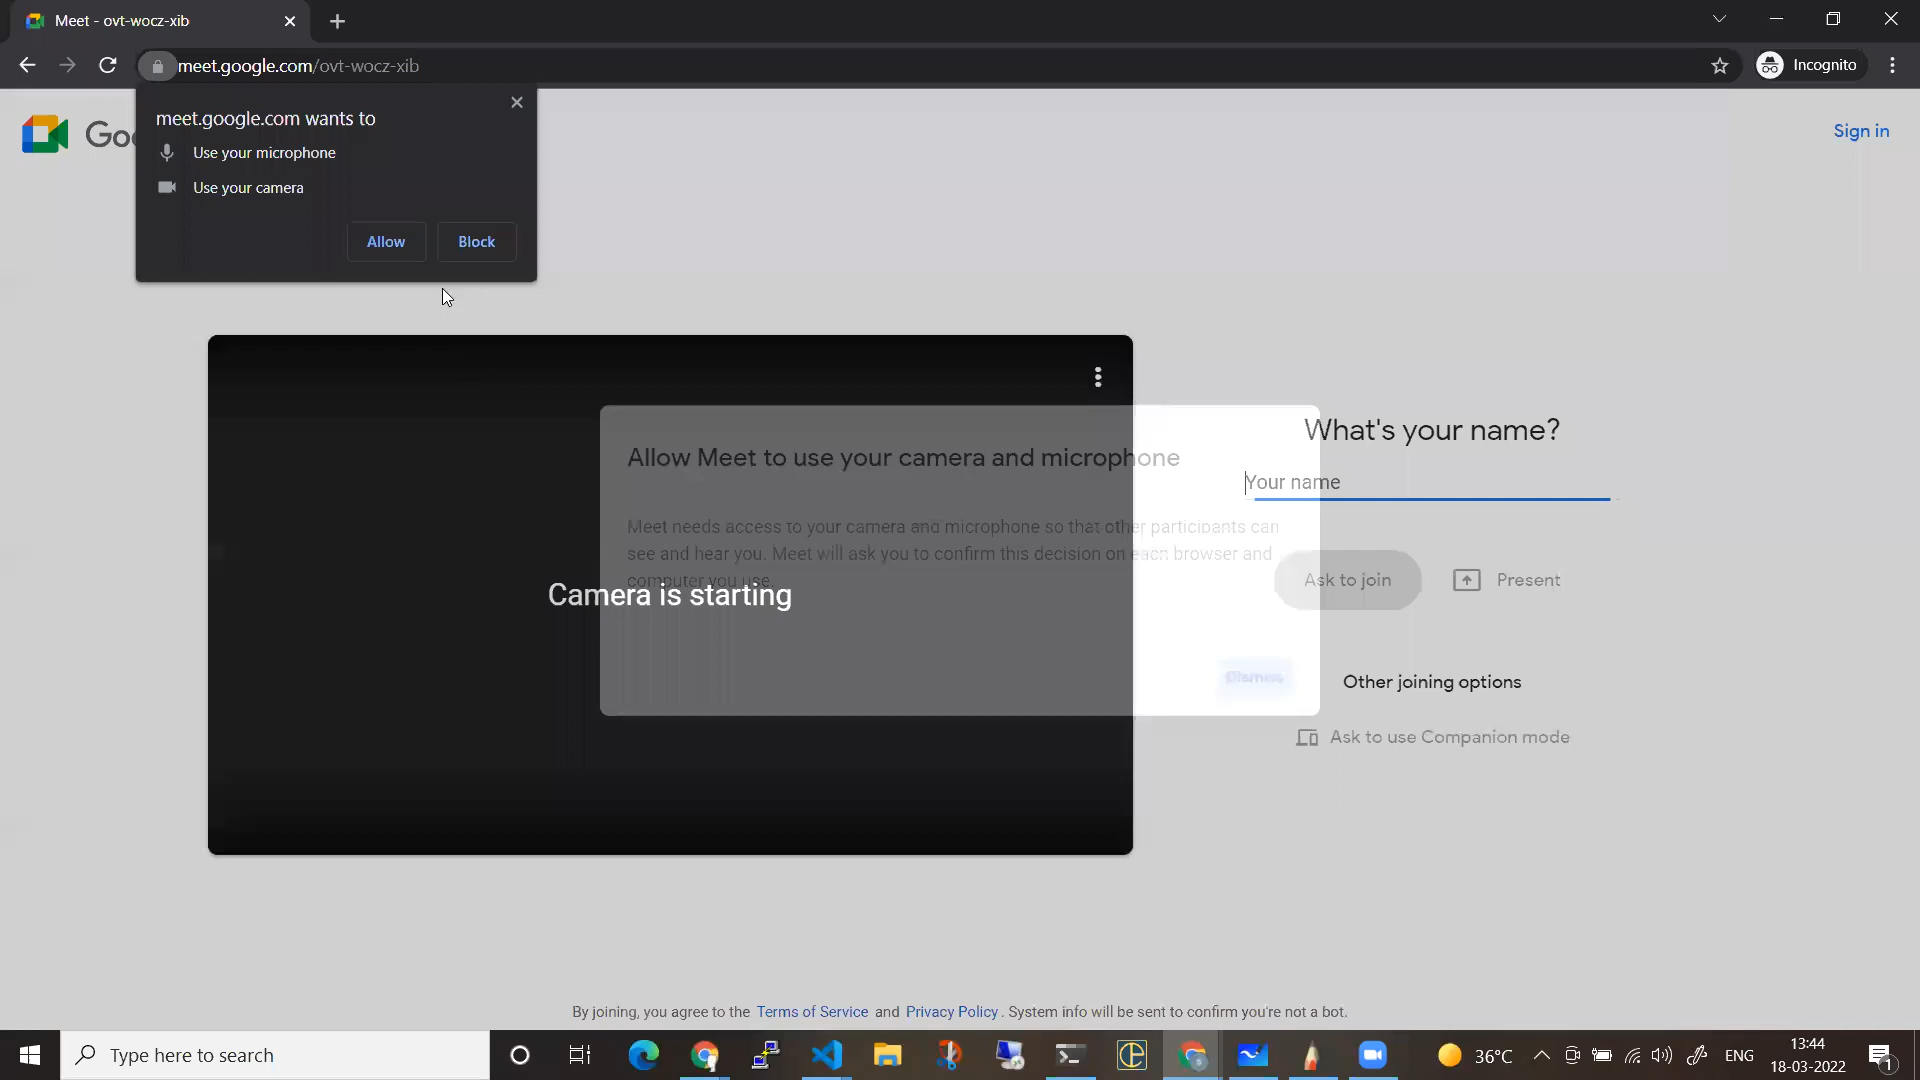 Meet - ovt-wocz-xib
meet.google.com/ovt-wocz-xib
Incognito
meet.google.com wants to
Use your microphone
Use your camera
Allow
Block
Sign in
Allow Meet to use your camera and microphone
Meet needs access to your camera and microphone so that other participants can
see and hear you. Meet will ask you to confirm this decision on each browser and
computer you use.
Dismiss
Camera is starting
What's your name?
Your name
Ask to join
Present
Other joining options
Ask to use Companion mode
By joining, you agree to the Terms of Service and Privacy Policy. System info will be sent to confirm you're not a bot.
Type here to search
36°C
ENG
13:44
18-03-2022
1